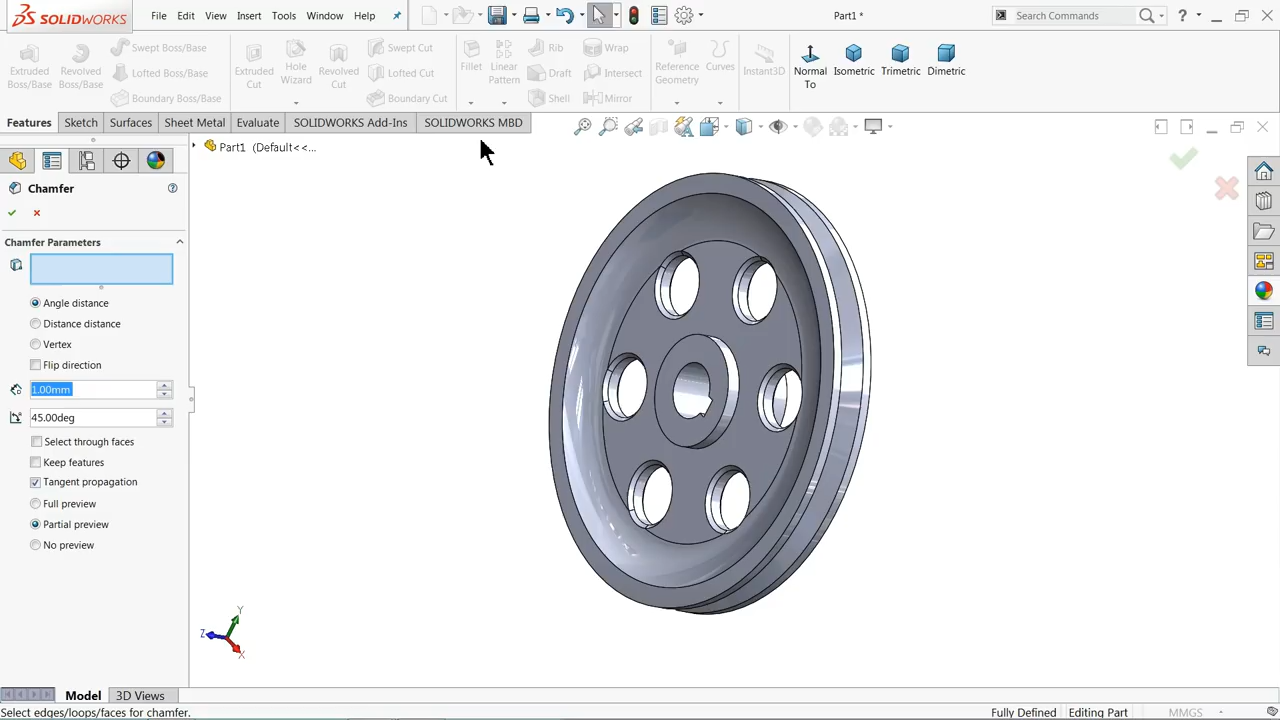 SOLIDWORKS File Edit View Insert Tools Window Help Part1 * Search Commands ?
Extruded Boss/Base Revolved Boss/Base Swept Boss/Base Lofted Boss/Base Boundary Boss/Base Extruded Cut Hole Wizard Revolved Cut Swept Cut Lofted Cut Boundary Cut Fillet Linear Pattern Rib Draft Shell Wrap Intersect Mirror Reference Geometry Curves Instant3D Normal To Isometric Trimetric Dimetric
Features Sketch Surfaces Sheet Metal Evaluate SOLIDWORKS Add-Ins SOLIDWORKS MBD
Part1 (Default<<...
Chamfer
Chamfer Parameters
Angle distance
Distance distance
Vertex
Flip direction
1.00mm
45.00deg
Select through faces
Keep features
Tangent propagation
Full preview
Partial preview
No preview
Y
Z
X
Model 3D Views
Select edges/loops/faces for chamfer. Fully Defined Editing Part MMGS